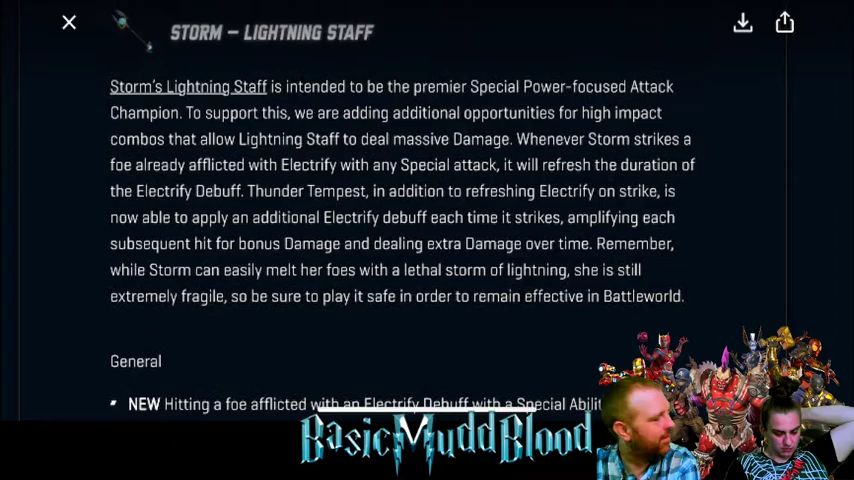 STORM – LIGHTNING STAFF
Storm's Lightning Staff is intended to be the premier Special Power-focused Attack
Champion. To support this, we are adding additional opportunities for high impact
combos that allow Lightning Staff to deal massive Damage. Whenever Storm strikes a
foe already afflicted with Electrify with any Special attack, it will refresh the duration of
the Electrify Debuff. Thunder Tempest, in addition to refreshing Electrify on strike, is
now able to apply an additional Electrify debuff each time it strikes, amplifying each
subsequent hit for bonus Damage and dealing extra Damage over time. Remember,
while Storm can easily melt her foes with a lethal storm of lightning, she is still
extremely fragile, so be sure to play it safe in order to remain effective in Battleworld.
General
NEW Hitting a foe afflicted with an Electrify Debuff with a Special Abili
BasicMuddBlood